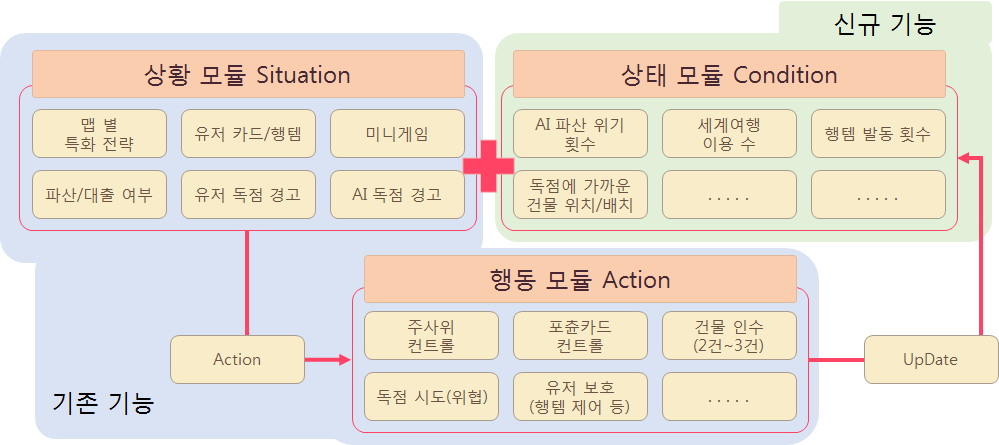 신규 기능
상황 모듈 Situation
맵 별
특화 전략
유저 카드/행템
미니게임
파산/대출 여부
유저 독점 경고
AI 독점 경고
상태 모듈 Condition
AI 파산 위기
횟수
세계여행
이용 수
행템 발동 횟수
독점에 가까운
건물 위치/배치
. . . . .
. . . . .
행동 모듈 Action
주사위
컨트롤
포츈카드
컨트롤
건물 인수
(2건~3건)
독점 시도(위협)
유저 보호
(행템 제어 등)
. . . . .
Action
UpDate
기존 기능